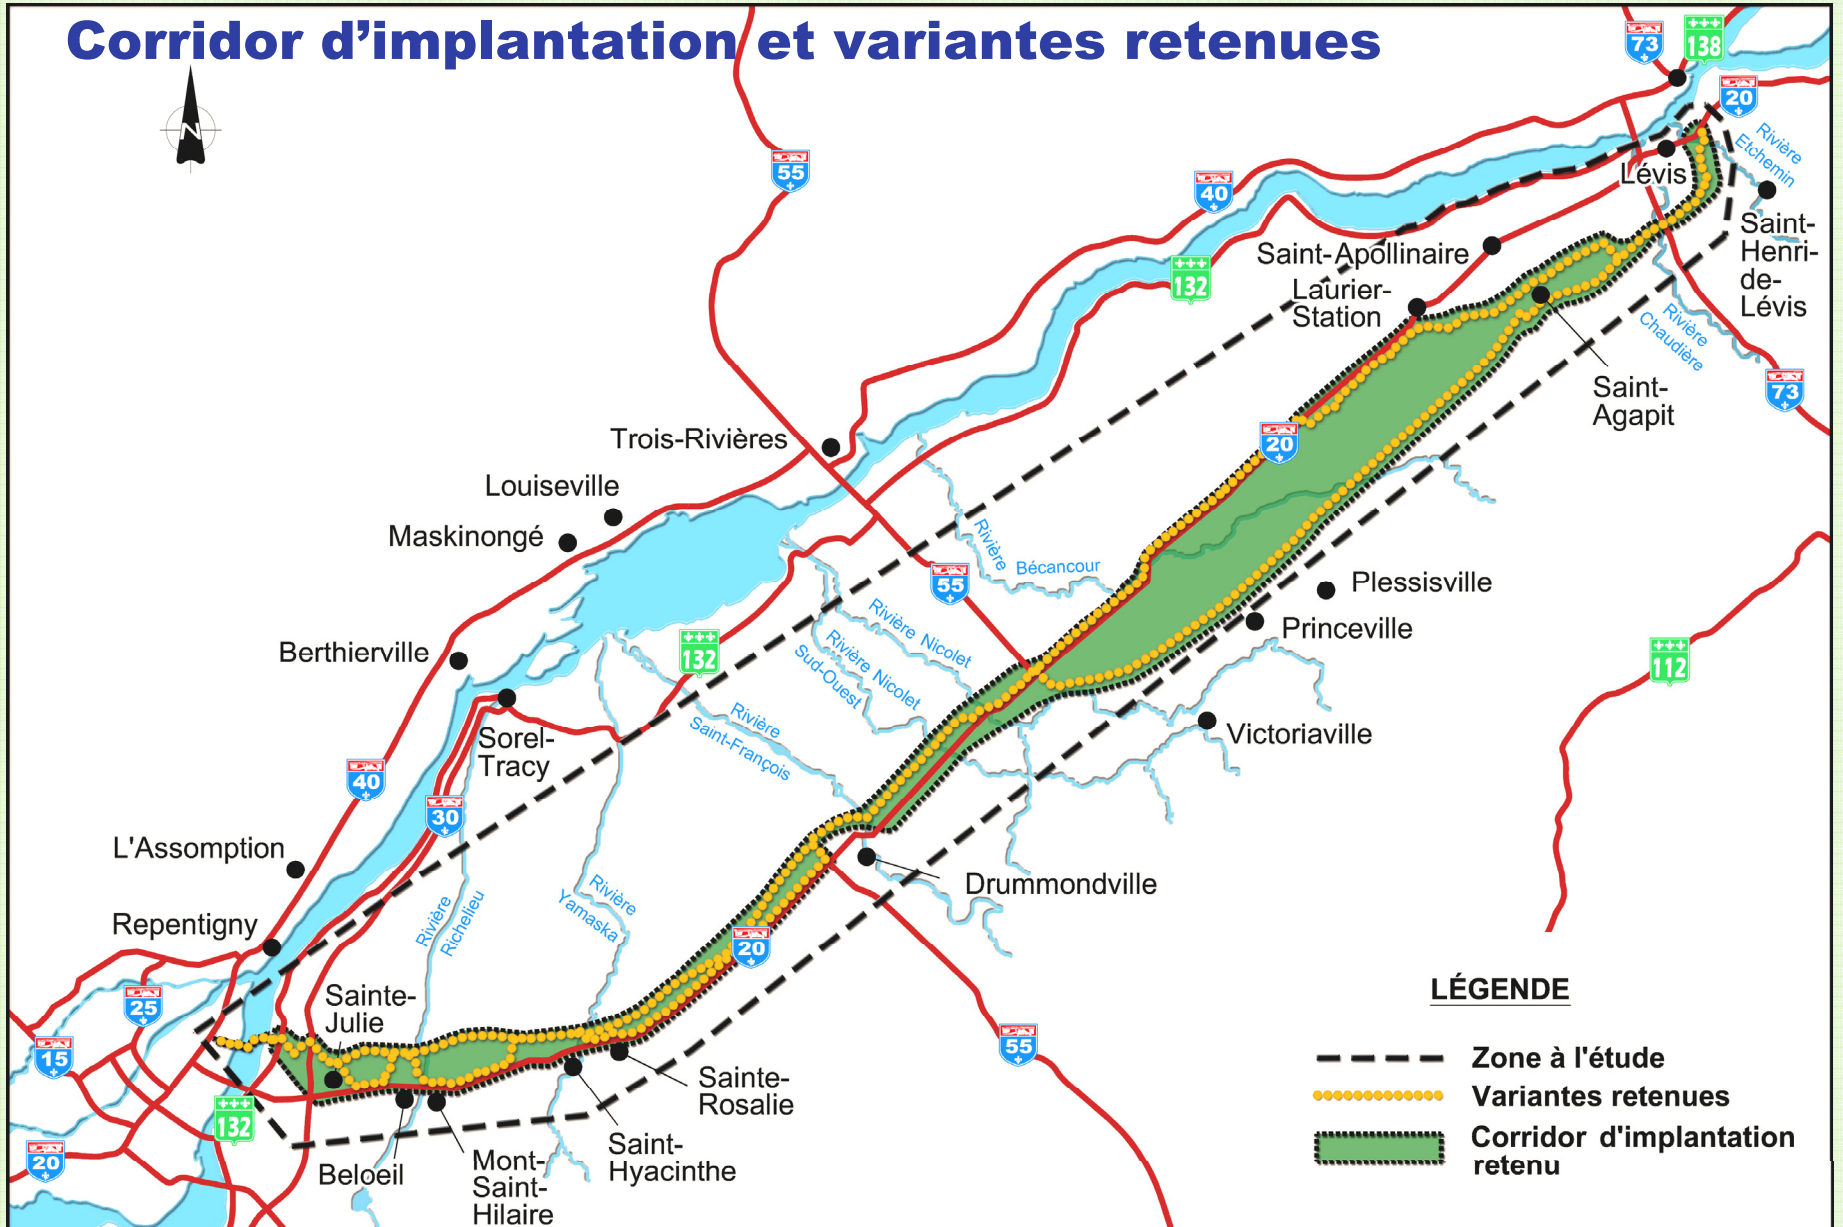 Corridor d’implantation et variantes retenues
N
73
138
20
55
40
Rivière
Etchemin
Lévis
Saint-
Henri-
de-
Lévis
Saint-Apollinaire
132
Laurier-
Station
Rivière
Chaudière
73
Saint-
Agapit
20
Trois-Rivières
Louiseville
Maskinongé
Rivière
Bécancour
55
Plessisville
Princeville
Rivière Nicolet
Rivière Nicolet
Sud-Ouest
Berthierville
132
112
Sorel-
Tracy
Rivière
Saint-François
Victoriaville
40
30
L'Assomption
Drummondville
Rivière
Yamaska
Rivière
Richelieu
Repentigny
20
25
Sainte-
Julie
15
55
Sainte-
Rosalie
132
Saint-
Hyacinthe
20
Beloeil
Mont-
Saint-
Hilaire
LÉGENDE
Zone à l'étude
Variantes retenues
Corridor d'implantation
retenu